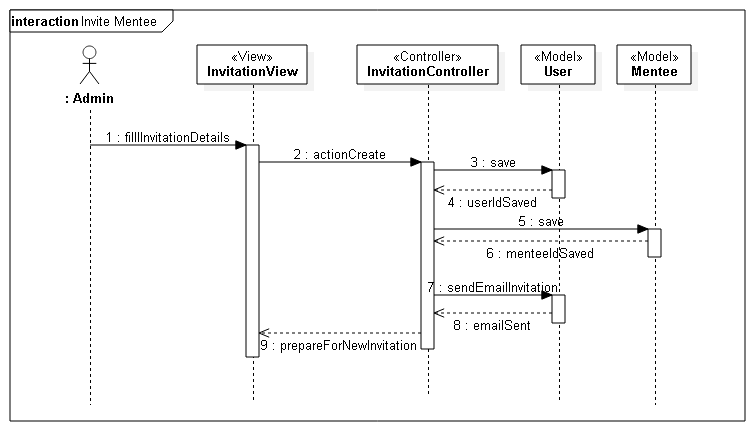 interaction Invite Mentee
«View»
InvitationView
«Controller»
InvitationController
«Model»
User
«Model»
Mentee
: Admin
1 : fillIInvitationDetails
2 : actionCreate
3 : save
4 : userIdSaved
5 : save
6 : menteeIdSaved
7 : sendEmailInvitation
8 : emailSent
9 : prepareForNewInvitation